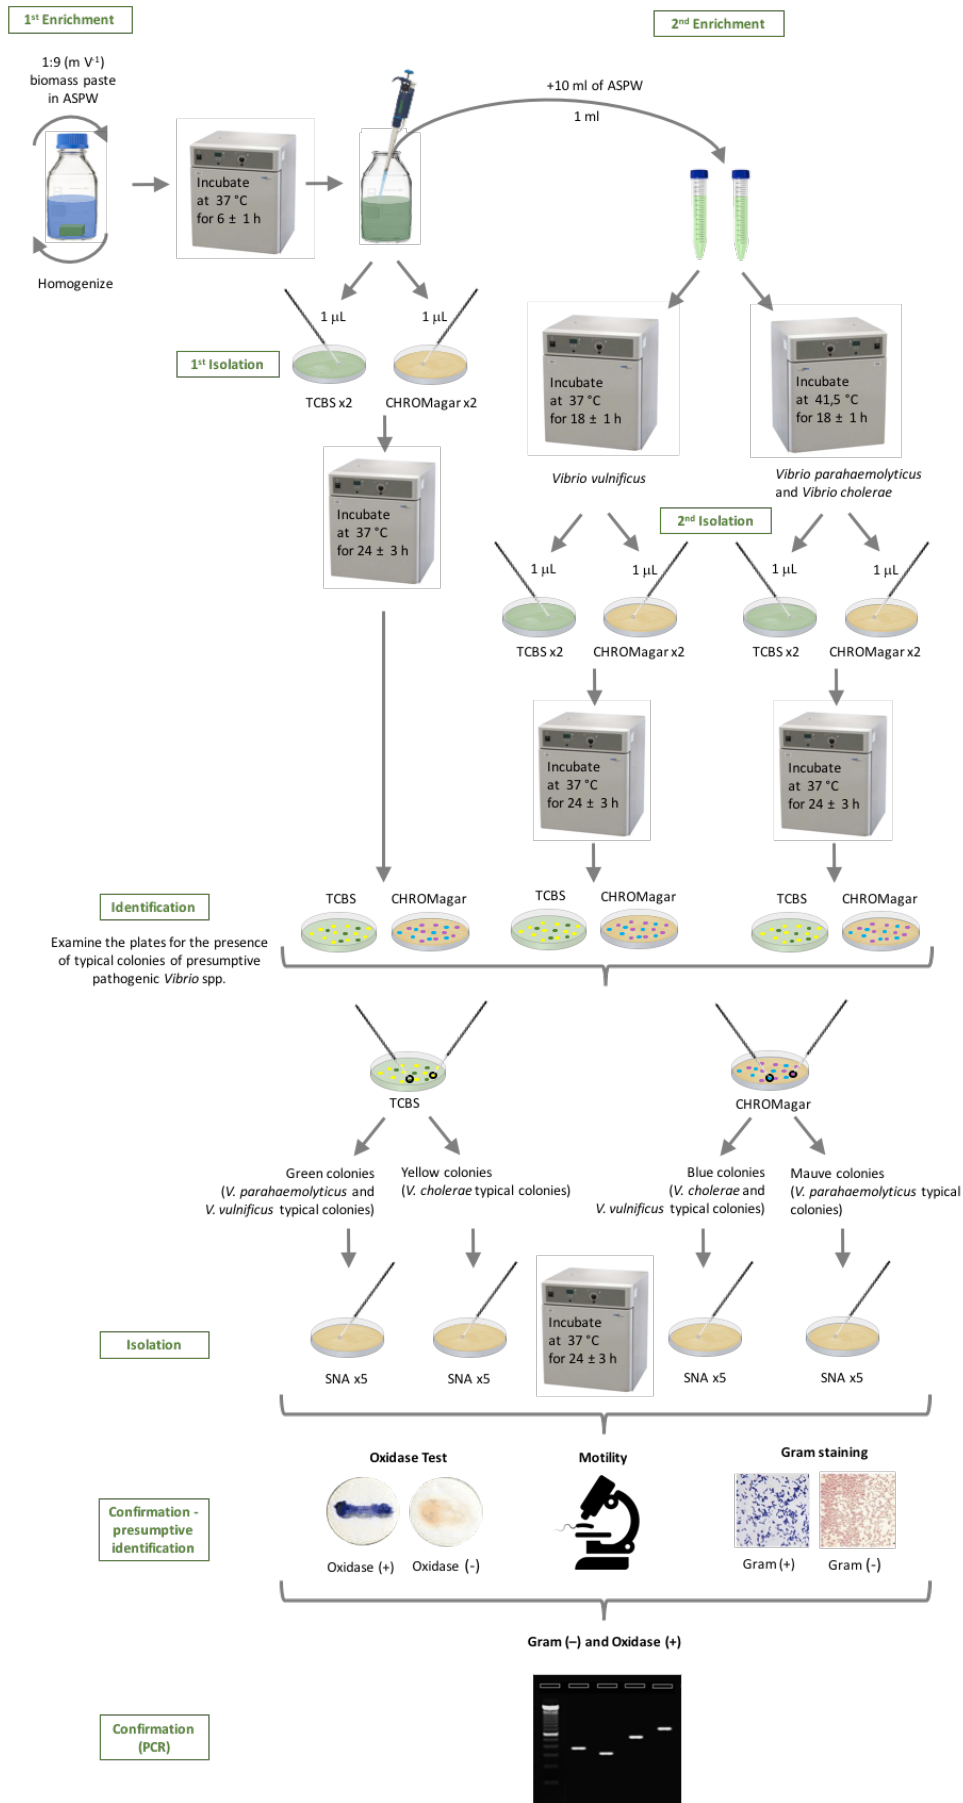 1st Enrichment
2nd Enrichment
1:9 (m V-1)
biomass paste
in ASPW
+10 ml of ASPW
1 ml
Incubate
at 37 °C
for 6 ± 1 h
Homogenize
1 µL
1 µL
1st Isolation
TCBS x2
CHROMagar x2
Incubate
at 37 °C
for 18 ± 1 h
Incubate
at 41,5 °C
for 18 ± 1 h
Vibrio vulnificus
Vibrio parahaemolyticus
and Vibrio cholerae
Incubate
at 37 °C
for 24 ± 3 h
2nd Isolation
1 µL
1 µL
1 µL
1 µL
TCBS x2
CHROMagar x2
TCBS x2
CHROMagar x2
Incubate
at 37 °C
for 24 ± 3 h
Incubate
at 37 °C
for 24 ± 3 h
Identification
Examine the plates for the presence
of typical colonies of presumptive
pathogenic Vibrio spp.
TCBS
CHROMagar
TCBS
CHROMagar
TCBS
CHROMagar
TCBS
CHROMagar
Green colonies
(V. parahaemolyticus and
V. vulnificus typical colonies)
Yellow colonies
(V. cholerae typical colonies)
Blue colonies
(V. cholerae and
V. vulnificus typical colonies)
Mauve colonies
(V. parahaemolyticus typical
colonies)
Isolation
SNA x5
SNA x5
Incubate
at 37 °C
for 24 ± 3 h
SNA x5
SNA x5
Oxidase Test
Motility
Gram staining
Confirmation -
presumptive
identification
Oxidase (+)
Oxidase (-)
Gram (+)
Gram (-)
Gram (–) and Oxidase (+)
Confirmation
(PCR)